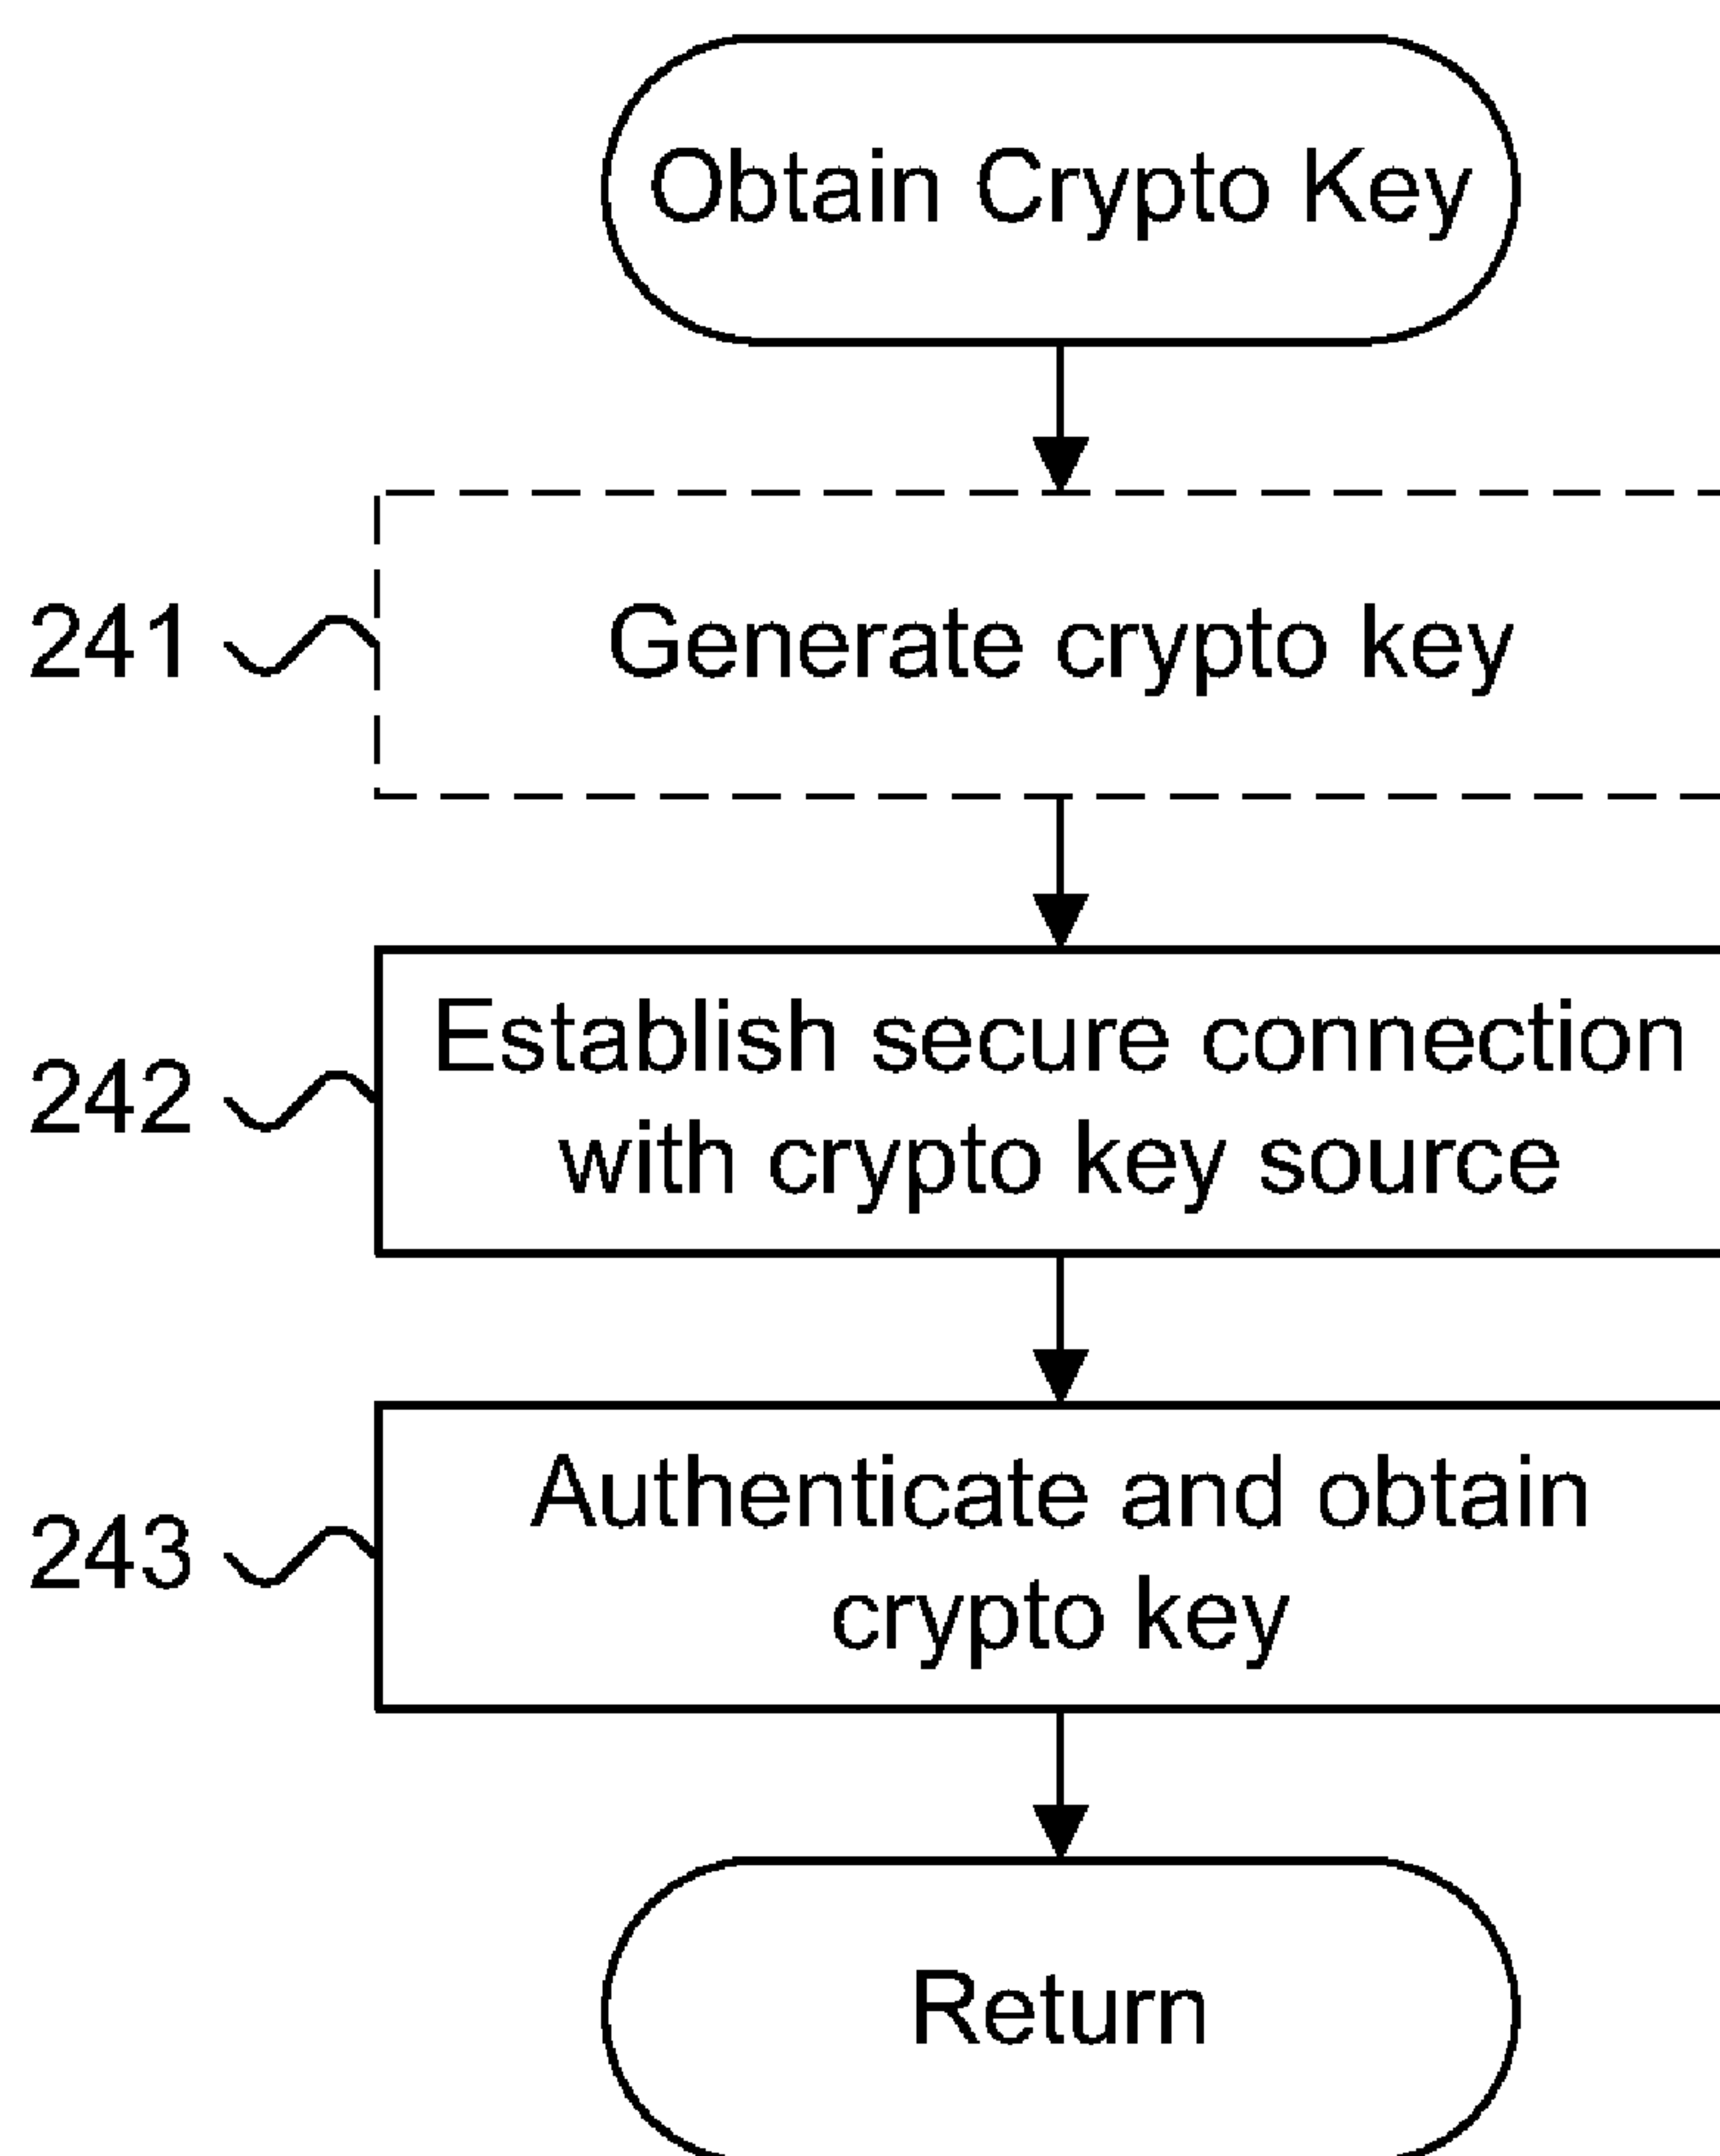 Obtain Crypto Key
241
Generate crypto key
242
Establish secure connection
with crypto key source
243
Authenticate and obtain
crypto key
Return